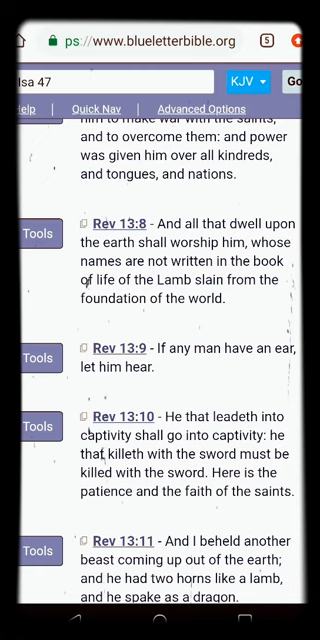 ps://www.blueletterbible.org
5
Isa 47
KJV
Go
Help | Quick Nav | Advanced Options
him to make war with the saints,
and to overcome them: and power
was given him over all kindreds,
and tongues, and nations.
Tools
Rev 13:8 - And all that dwell upon
the earth shall worship him, whose
names are not written in the book
of life of the Lamb slain from the
foundation of the world.
Tools
Rev 13:9 - If any man have an ear,
let him hear.
Tools
Rev 13:10 - He that leadeth into
captivity shall go into captivity: he
that killeth with the sword must be
killed with the sword. Here is the
patience and the faith of the saints.
Tools
Rev 13:11 - And I beheld another
beast coming up out of the earth;
and he had two horns like a lamb,
and he spake as a dragon.